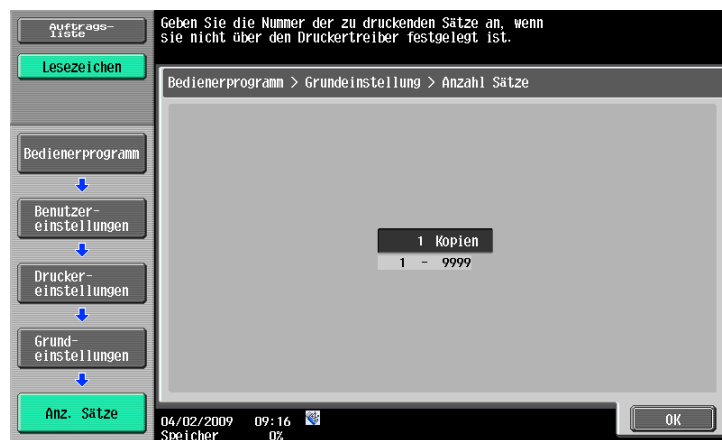 Auftrags-
liste
Lesezeichen
Bedienerprogramm
Benutzer-
einstellungen
Drucker-
einstellungen
Grund-
einstellungen
Anz. Sätze
Geben Sie die Nummer der zu druckenden Sätze an, wenn
sie nicht über den Druckertreiber festgelegt ist.
Bedienerprogramm > Grundeinstellung > Anzahl Sätze
1 Kopien
1 - 9999
04/02/2009 09:16
Speicher 0%
OK